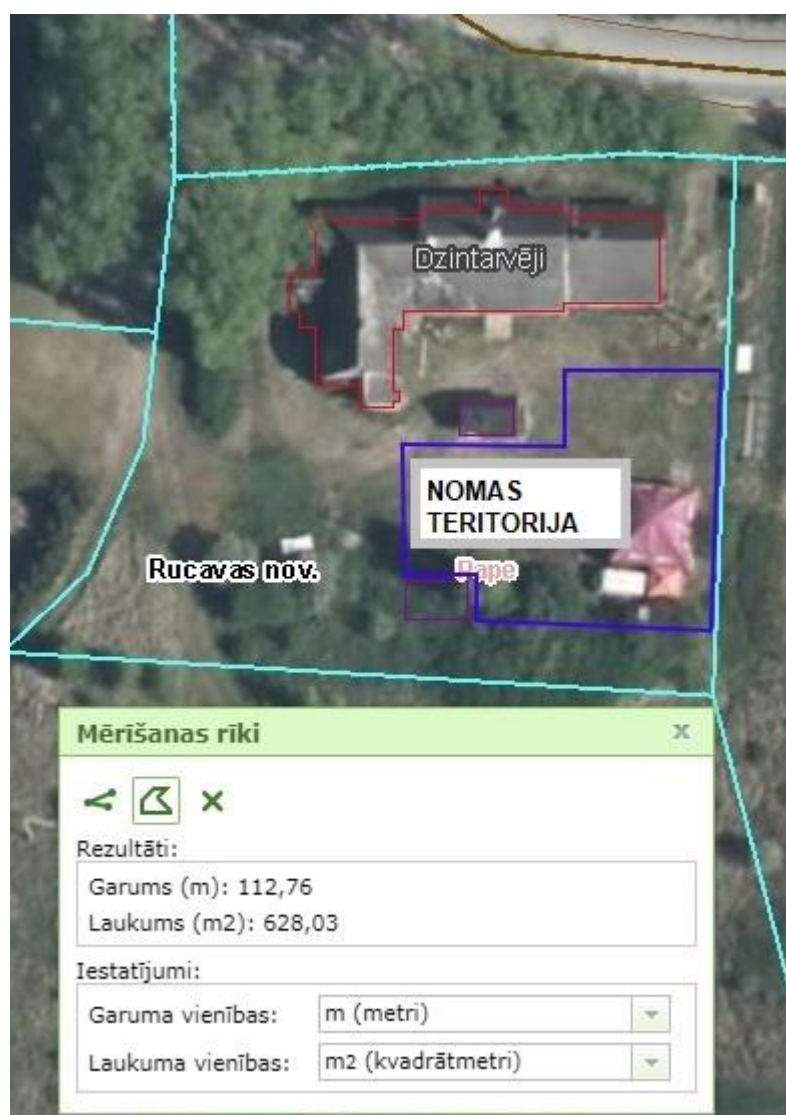 Dzintarvēji
NOMAS
TERITORIJA
Rucavas nov.
Pape
Mērīšanas rīki
x
Rezultāti:
Garums (m): 112,76
Laukums (m2): 628,03
Iestatījumi:
Garuma vienības: m (metri)
Laukuma vienības: m2 (kvadrātmetri)